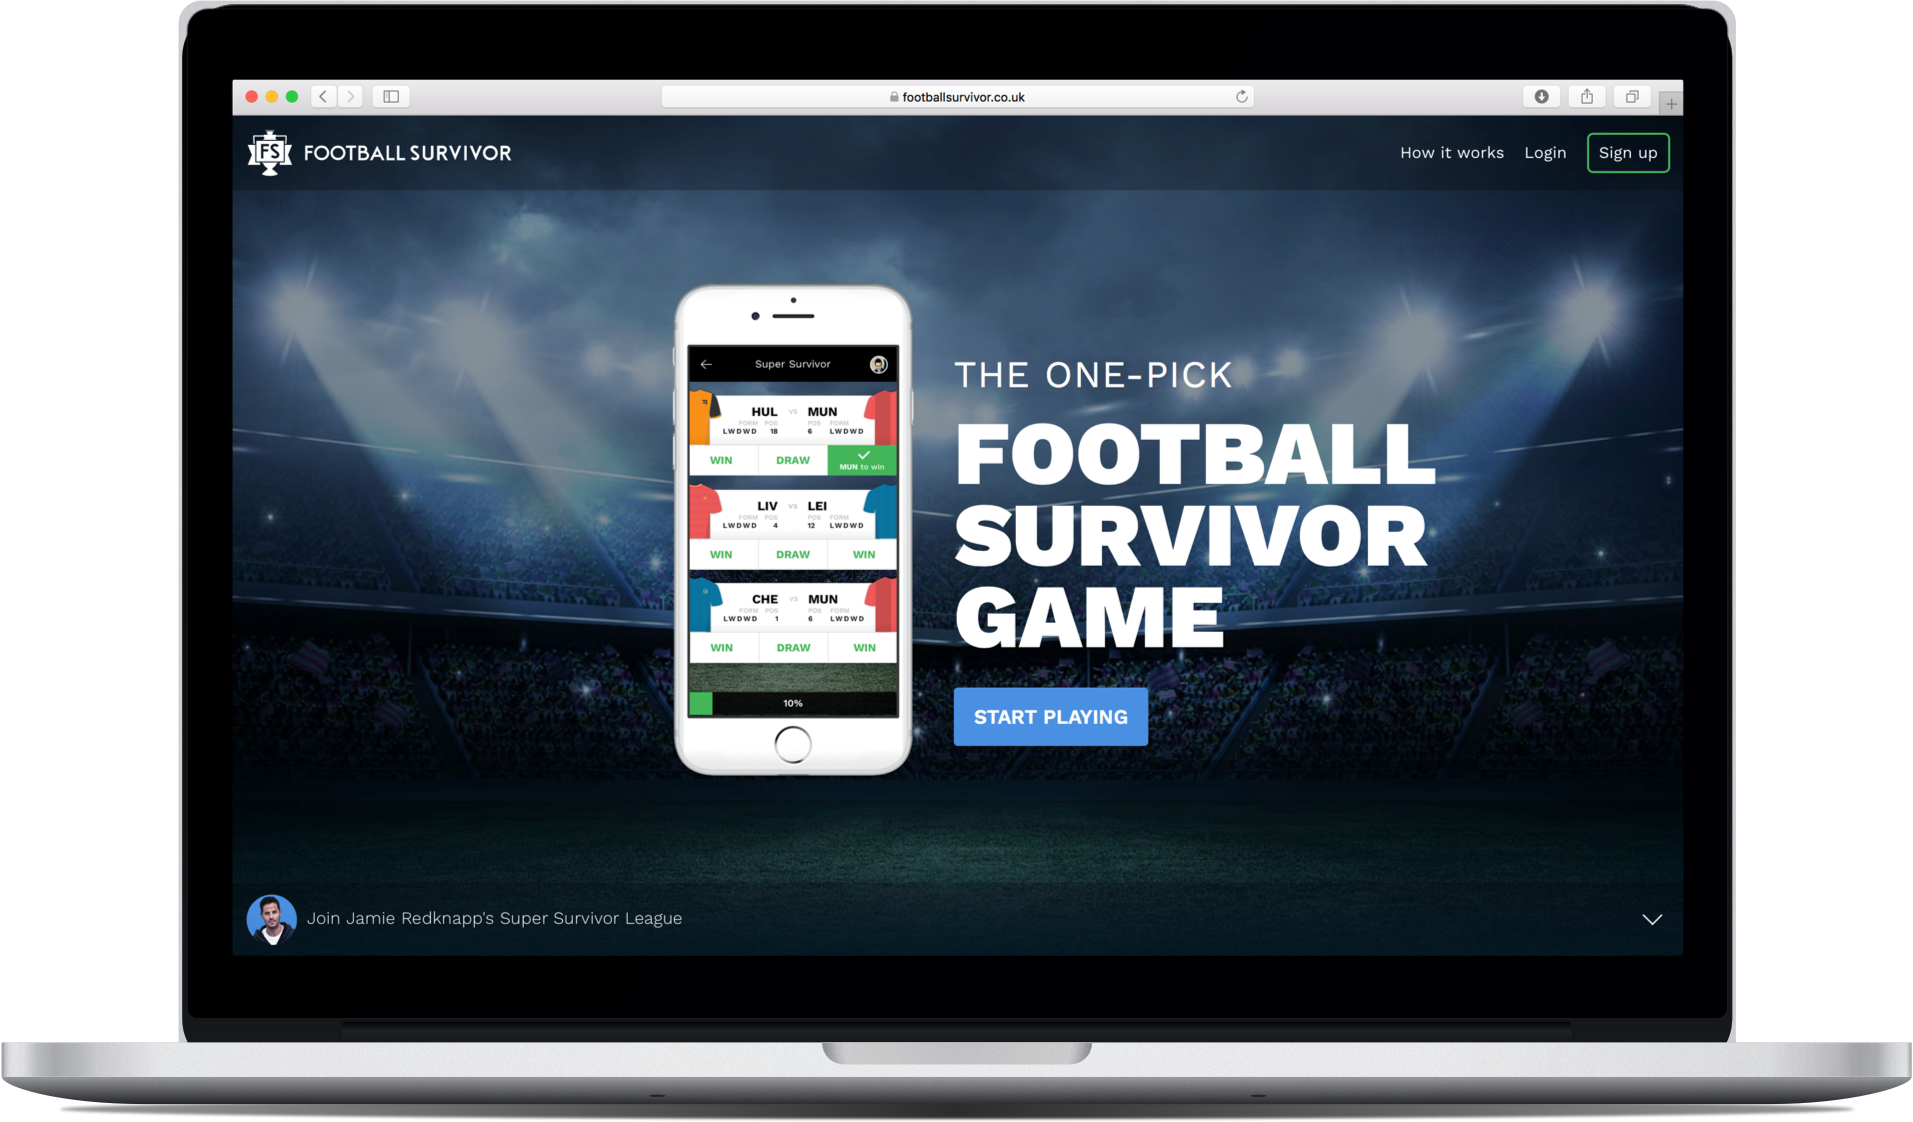 footballsurvivor.co.uk
FS
FOOTBALL SURVIVOR
How it works
Login
Sign up
Super Survivor
HUL vs MUN
FORM POS POS FORM
LWDWD 18 6 LWDWD
WIN DRAW MUN to win
LIV vs LEI
FORM POS POS FORM
LWDWD 4 12 LWDWD
WIN DRAW WIN
CHE vs MUN
FORM POS POS FORM
LWDWD 1 6 LWDWD
WIN DRAW WIN
10%
THE ONE-PICK
FOOTBALL
SURVIVOR
GAME
START PLAYING
Join Jamie Redknapp's Super Survivor League